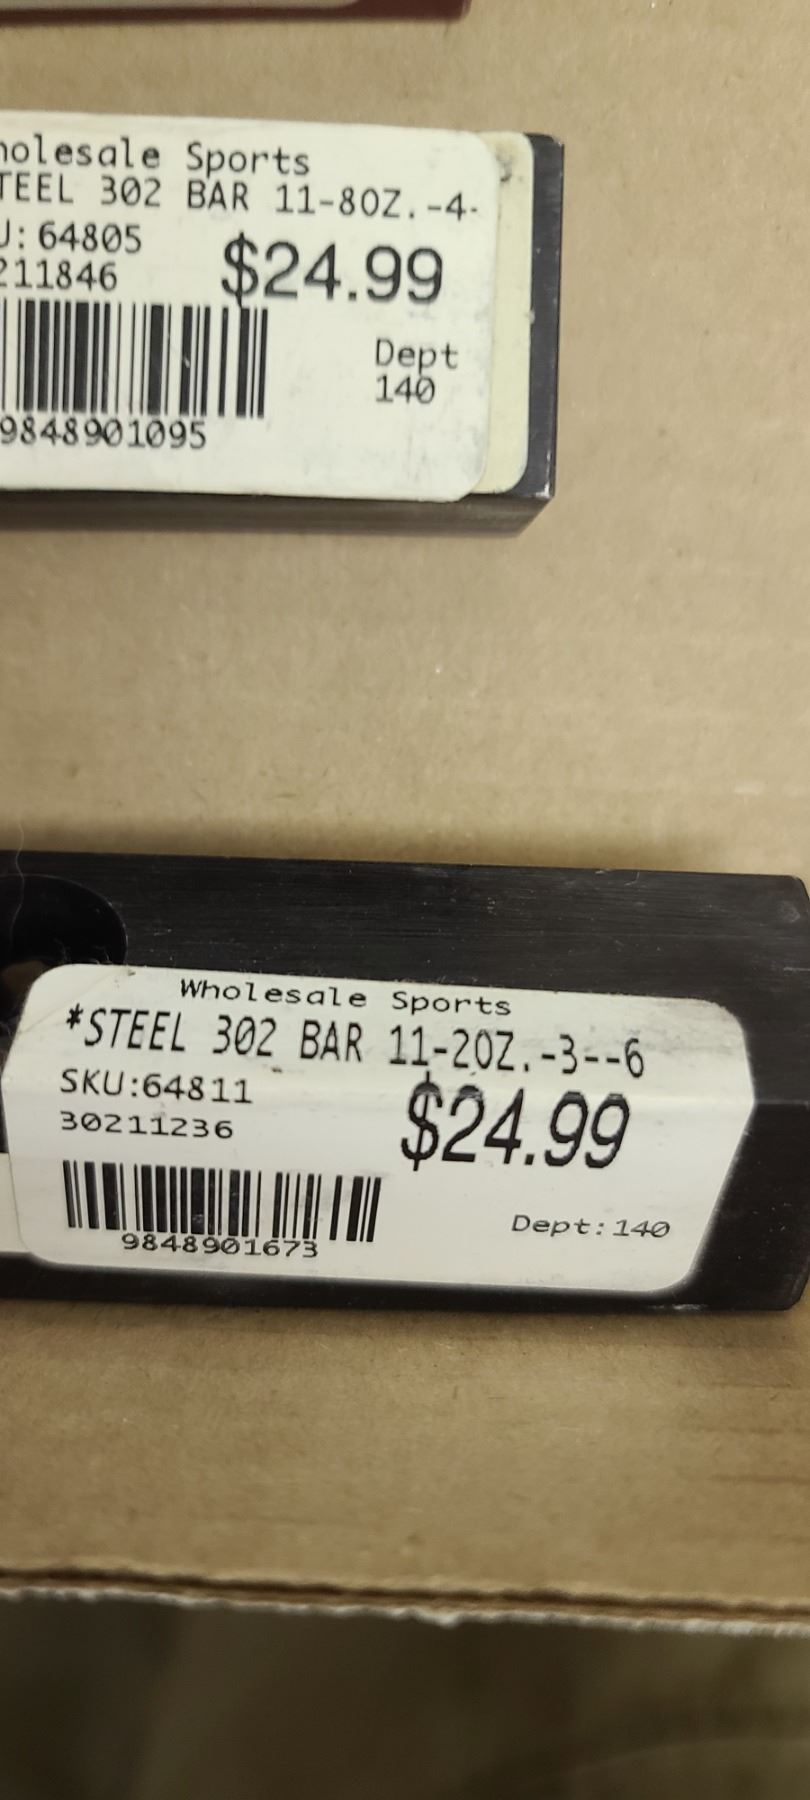 holesale Sports
TEEL 302 BAR 11-8OZ.-4-
U: 64805
211846
$24.99
Dept
140
9848901095
Wholesale Sports
*STEEL 302 BAR 11-2OZ.-3--6
SKU:64811
30211236
$24.99
Dept:140
9848901673